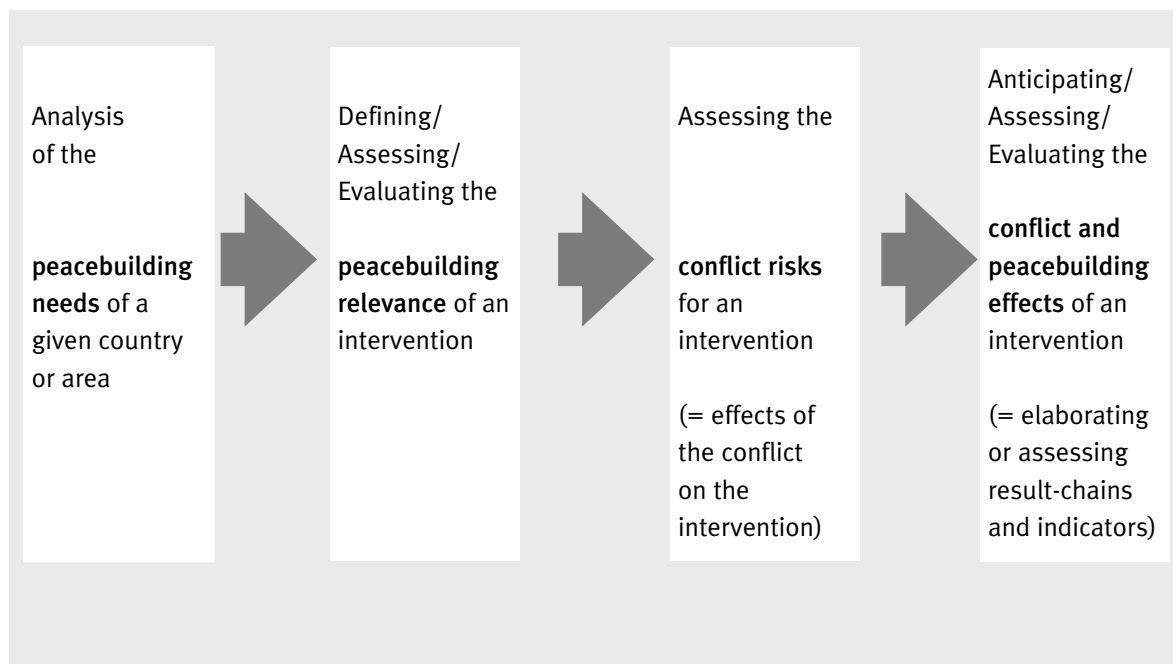 Analysis
of the
peacebuilding
needs of a
given country
or area
Defining/
Assessing/
Evaluating the
peacebuilding
relevance of an
intervention
Assessing the
conflict risks
for an
intervention
(= effects of
the conflict
on the
intervention)
Anticipating/
Assessing/
Evaluating the
conflict and
peacebuilding
effects of an
intervention
(= elaborating
or assessing
result-chains
and indicators)